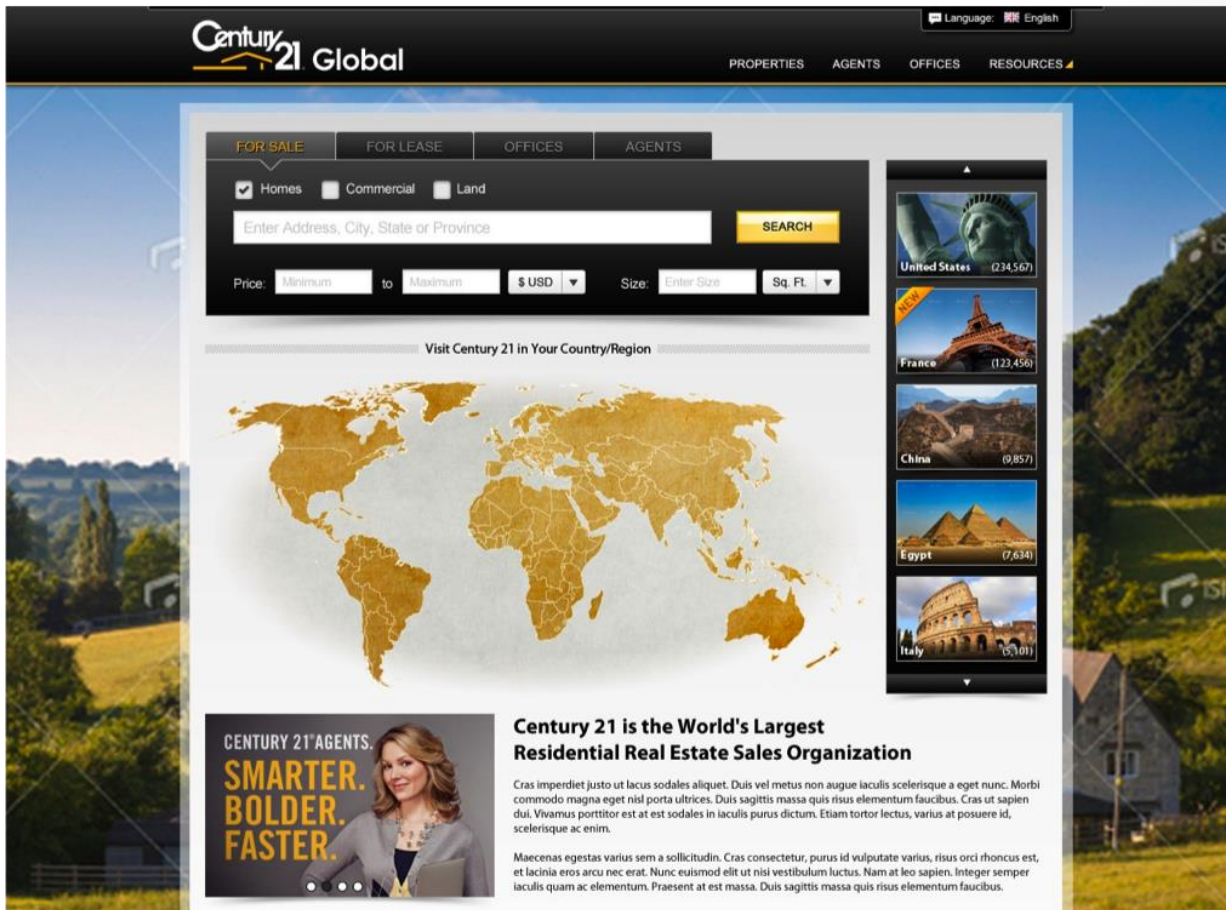 Language: English
Century 21 Global
PROPERTIES AGENTS OFFICES RESOURCES
FOR SALE FOR LEASE OFFICES AGENTS
Homes Commercial Land
Enter Address, City, State or Province SEARCH
Price: Minimum to Maximum $ USD Size: Enter Size Sq. Ft.
United States (234,567)
NEW
France (123,456)
China (9,857)
Egypt (7,634)
Italy (5,101)
Visit Century 21 in Your Country/Region
CENTURY 21® AGENTS.
SMARTER.
BOLDER.
FASTER.
Century 21 is the World's Largest
Residential Real Estate Sales Organization
Cras imperdiet justo ut lacus sodales aliquet. Duis vel metus non augue iaculis scelerisque a eget nunc. Morbi
commodo magna eget nisl porta ultrices. Duis sagittis massa quis risus elementum faucibus. Cras ut sapien
dui. Vivamus porttitor est at est sodales in iaculis purus dictum. Etiam tortor lectus, varius at posuere id,
scelerisque ac enim.
Maecenas egestas varius sem a sollicitudin. Cras consectetur, purus id vulputate varius, risus orci rhoncus est,
et lacinia eros arcu nec erat. Nunc euismod elit ut nisi vestibulum luctus. Nam at leo sapien. Integer semper
iaculis quam ac elementum. Praesent at est massa. Duis sagittis massa quis risus elementum faucibus.